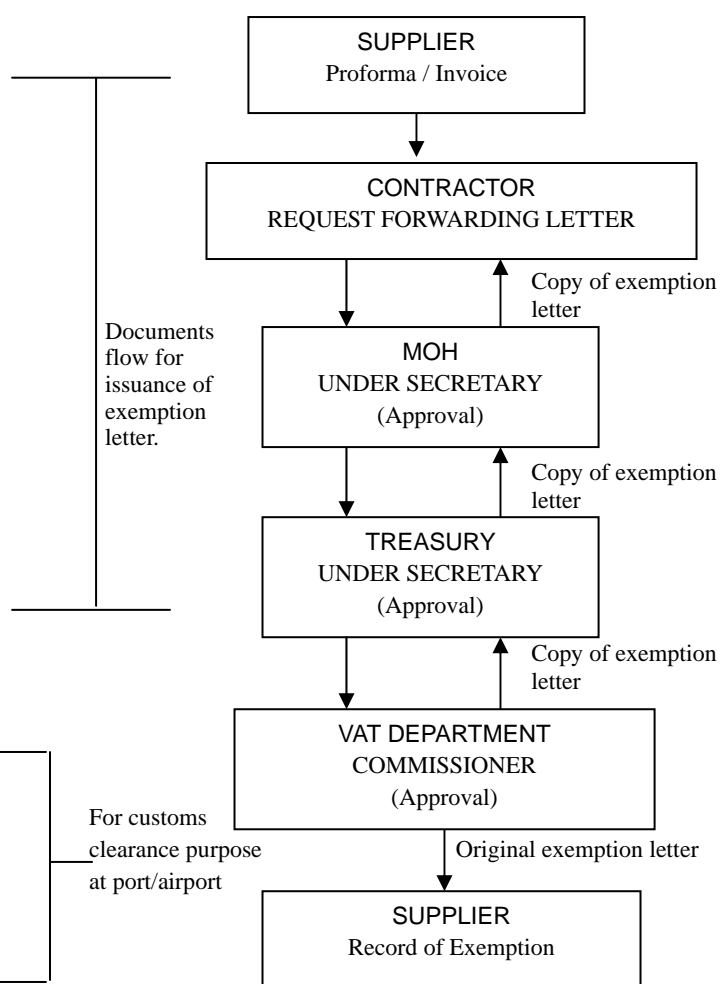 SUPPLIER
Proforma / Invoice
CONTRACTOR
REQUEST FORWARDING LETTER
Copy of exemption
letter
Documents
flow for
issuance of
exemption
letter.
MOH
UNDER SECRETARY
(Approval)
Copy of exemption
letter
TREASURY
UNDER SECRETARY
(Approval)
Copy of exemption
letter
VAT DEPARTMENT
COMMISSIONER
(Approval)
For customs
clearance purpose
at port/airport
Original exemption letter
SUPPLIER
Record of Exemption